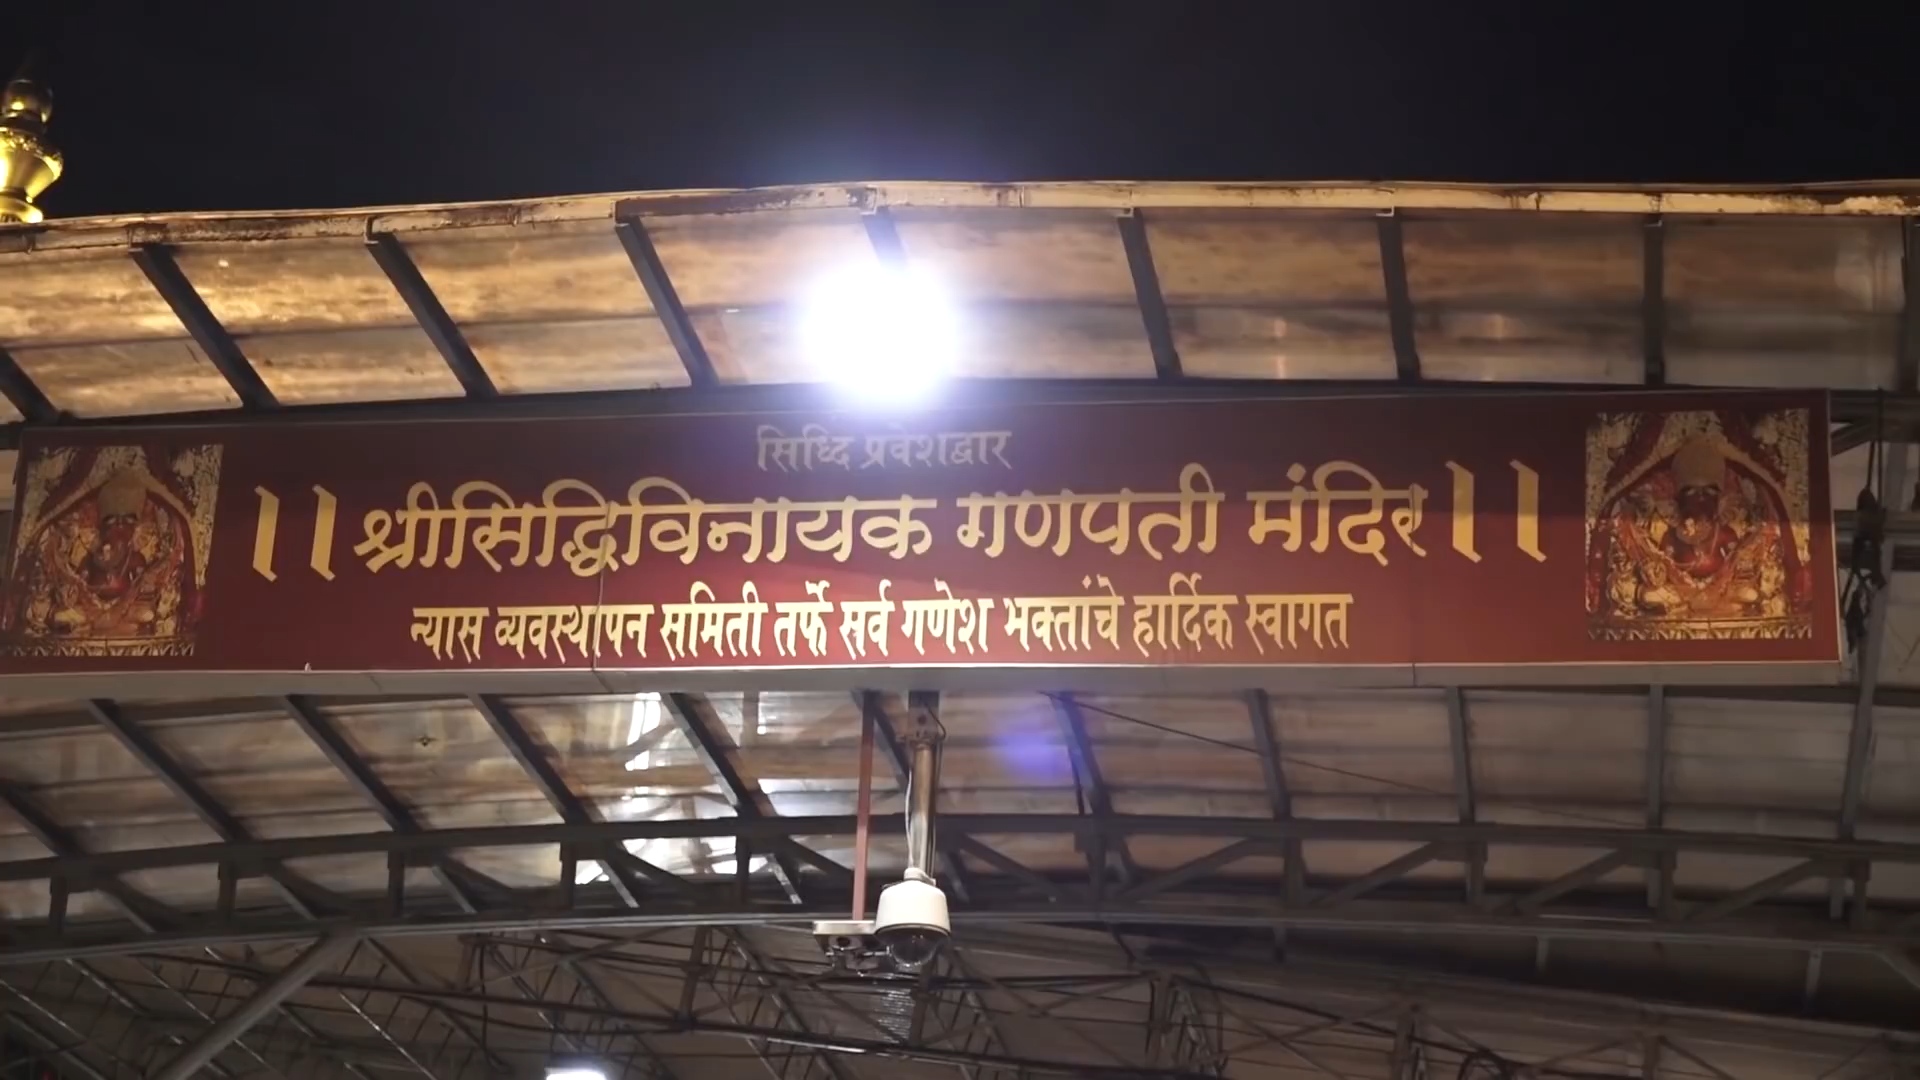 सिध्दि प्रवेशद्वार
।।श्रीसिद्धिविनायक गणपती मंदिर।।
न्यास व्यवस्थापन समिती तर्फे सर्व गणेश भक्तांचे हार्दिक स्वागत